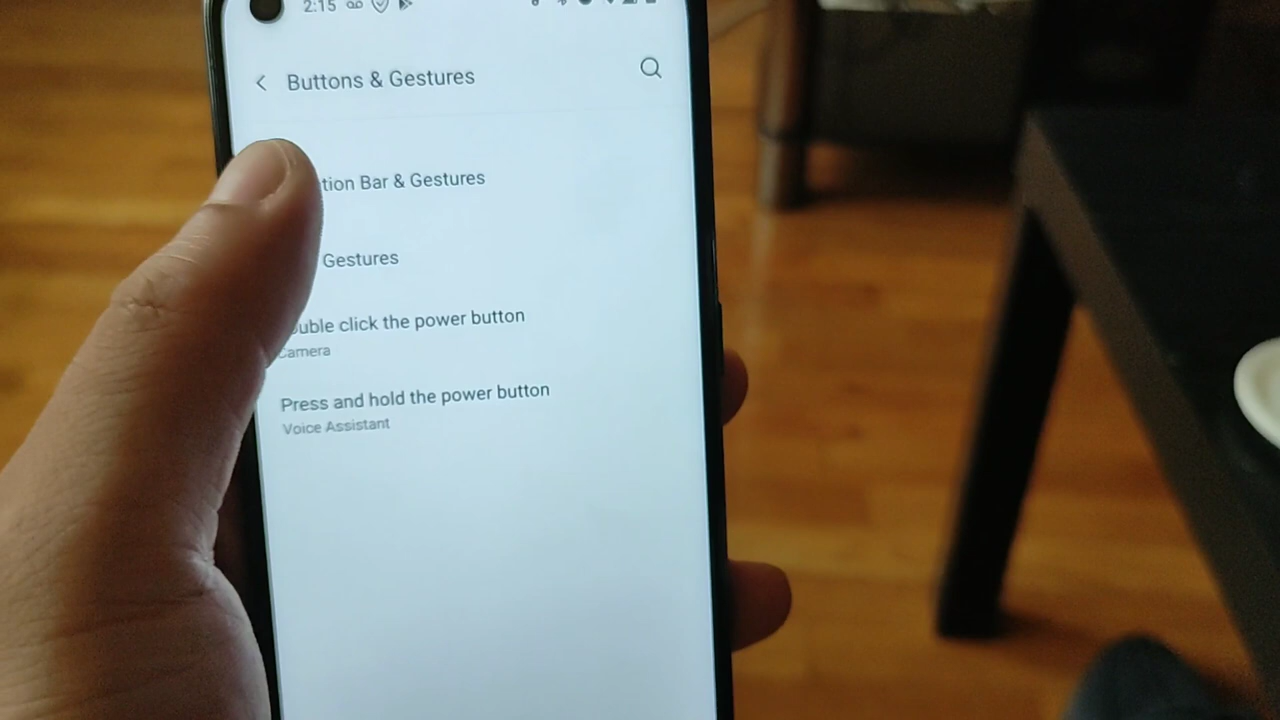 2:15
Buttons & Gestures
tion Bar & Gestures
Gestures
uble click the power button
Camera
Press and hold the power button
Voice Assistant